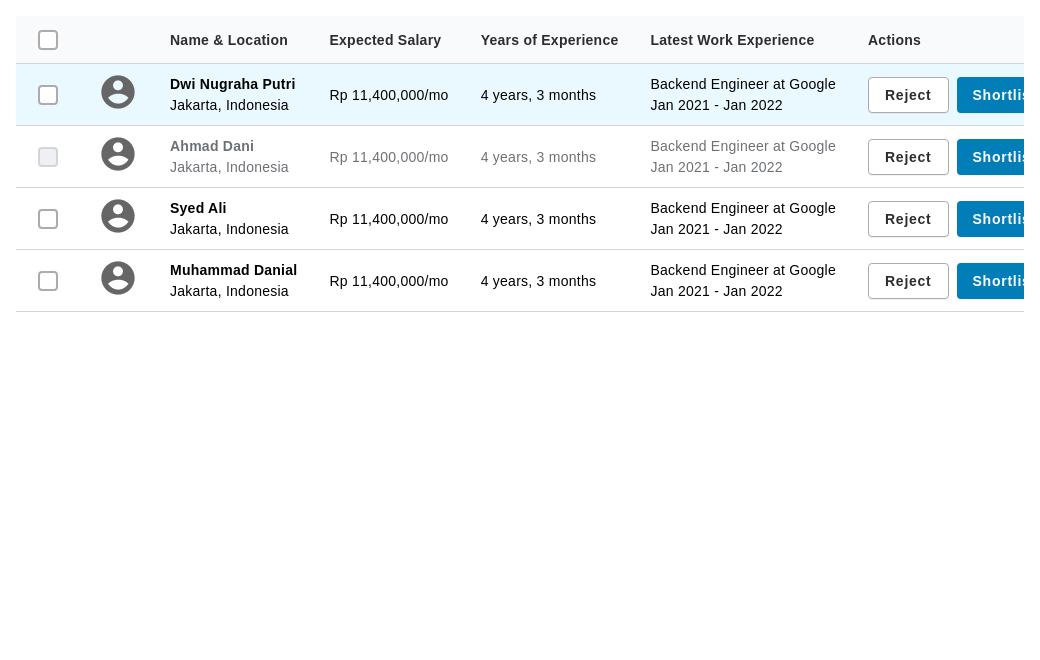 Name & Location Expected Salary Years of Experience Latest Work Experience Actions
Dwi Nugraha Putri
Jakarta, Indonesia
Rp 11,400,000/mo
4 years, 3 months
Backend Engineer at Google
Jan 2021 - Jan 2022
Reject
Shortlis
Ahmad Dani
Jakarta, Indonesia
Rp 11,400,000/mo
4 years, 3 months
Backend Engineer at Google
Jan 2021 - Jan 2022
Reject
Shortlis
Syed Ali
Jakarta, Indonesia
Rp 11,400,000/mo
4 years, 3 months
Backend Engineer at Google
Jan 2021 - Jan 2022
Reject
Shortlis
Muhammad Danial
Jakarta, Indonesia
Rp 11,400,000/mo
4 years, 3 months
Backend Engineer at Google
Jan 2021 - Jan 2022
Reject
Shortlis